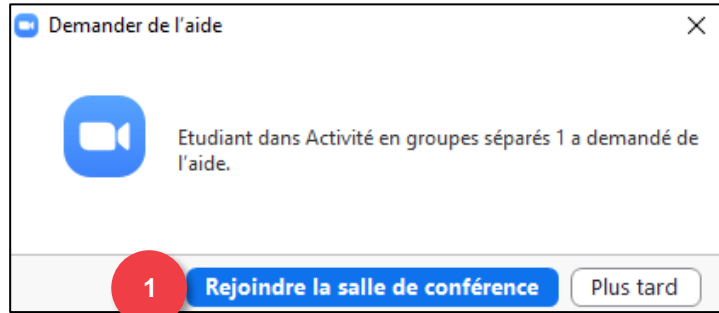 Demander de l'aide
Etudiant dans Activité en groupes séparés 1 a demandé de
l'aide.
1 Rejoindre la salle de conférence Plus tard